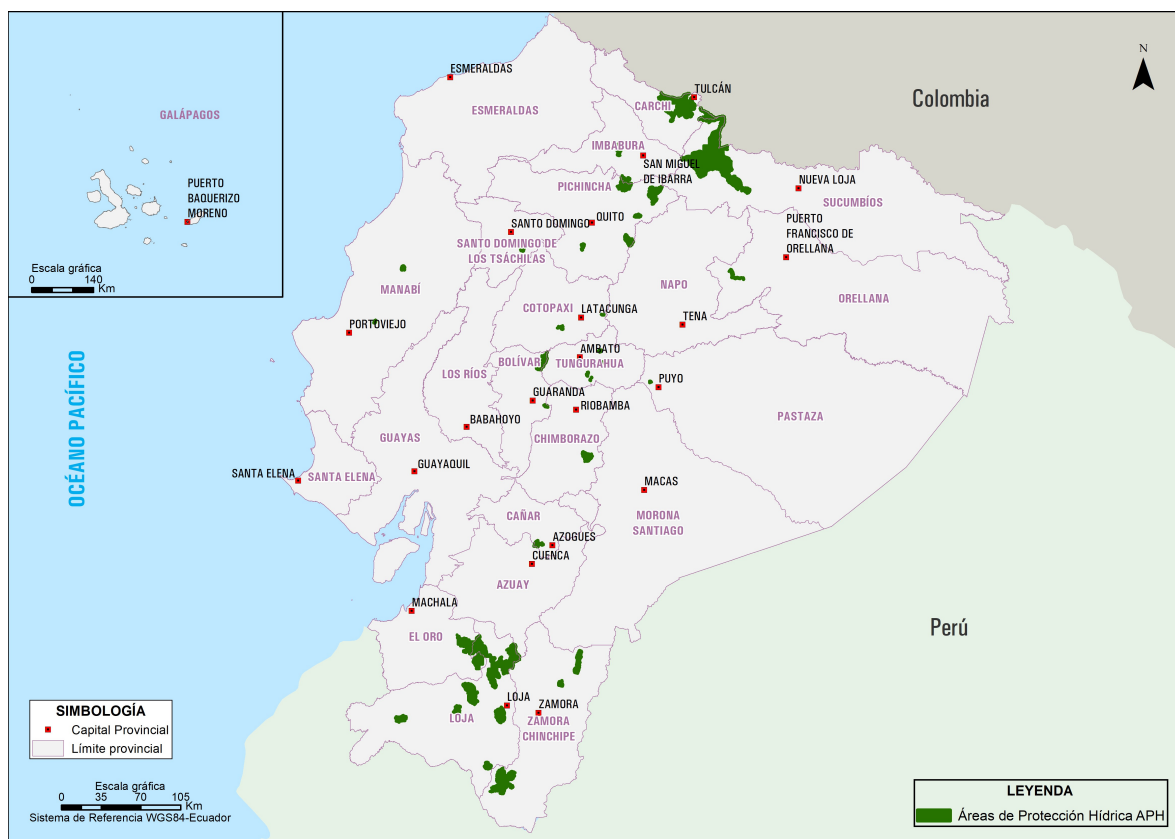 GALÁPAGOS
PUERTO
BAQUERIZO
MORENO
Escala gráfica
0 140
Km
N
Colombia
ESMERALDAS
ESMERALDAS
TULCÁN
CARCHI
IMBABURA
SAN MIGUEL
DE IBARRA
PICHINCHA
NUEVA LOJA
SUCUMBÍOS
QUITO
SANTO DOMINGO
SANTO DOMINGO DE
LOS TSÁCHILAS
PUERTO
FRANCISCO DE
ORELLANA
MANABÍ
NAPO
ORELLANA
COTOPAXI
LATACUNGA
TENA
PORTOVIEJO
AMBATO
BOLÍVAR
TUNGURAHUA
LOS RÍOS
PUYO
GUARANDA
RIOBAMBA
PASTAZA
BABAHOYO
GUAYAS
CHIMBORAZO
OCÉANO PACÍFICO
SANTA ELENA
SANTA ELENA
GUAYAQUIL
MACAS
CAÑAR
MORONA
SANTIAGO
AZOGUES
CUENCA
AZUAY
MACHALA
EL ORO
Perú
LOJA
LOJA
ZAMORA
ZAMORA
CHINCHIPE
SIMBOLOGÍA
Capital Provincial
Límite provincial
Escala gráfica
0 35 70 105
Km
Sistema de Referencia WGS84-Ecuador
LEYENDA
Áreas de Protección Hídrica APH